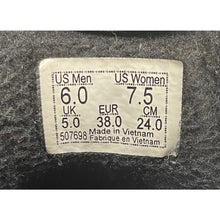 US Men US Women
6.0 7.5
UK EUR CM
5.0 38.0 24.0
507698 Made in Vietnam
Fabriqué en Vietnam